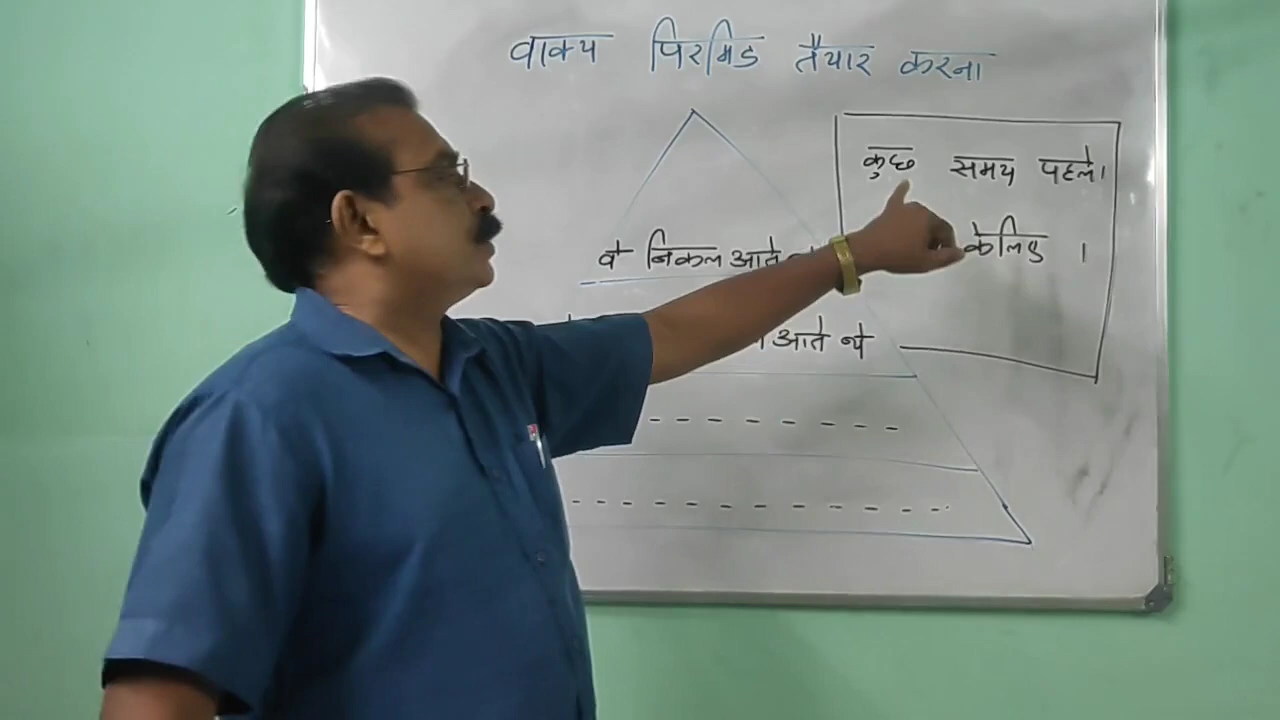 वाक्य पिरमिड तैयार करना
कुछ समय पहले।
केलिए ।
वे निकल आते
आते थे